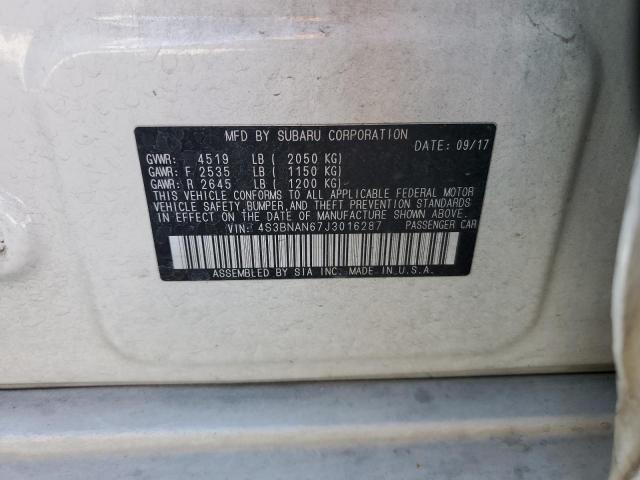 MFD BY SUBARU CORPORATION
DATE: 09/17
GVWR: 4519 LB ( 2050 KG)
GAWR: F 2535 LB ( 1150 KG)
GAWR: R 2645 LB ( 1200 KG)
THIS VEHICLE CONFORMS TO ALL APPLICABLE FEDERAL MOTOR
VEHICLE SAFETY, BUMPER, AND THEFT PREVENTION STANDARDS
IN EFFECT ON THE DATE OF MANUFACTURE SHOWN ABOVE.
VIN: 4S3BNAN67J3016287 PASSENGER CAR
ASSEMBLED BY SIA INC. MADE IN U.S.A.